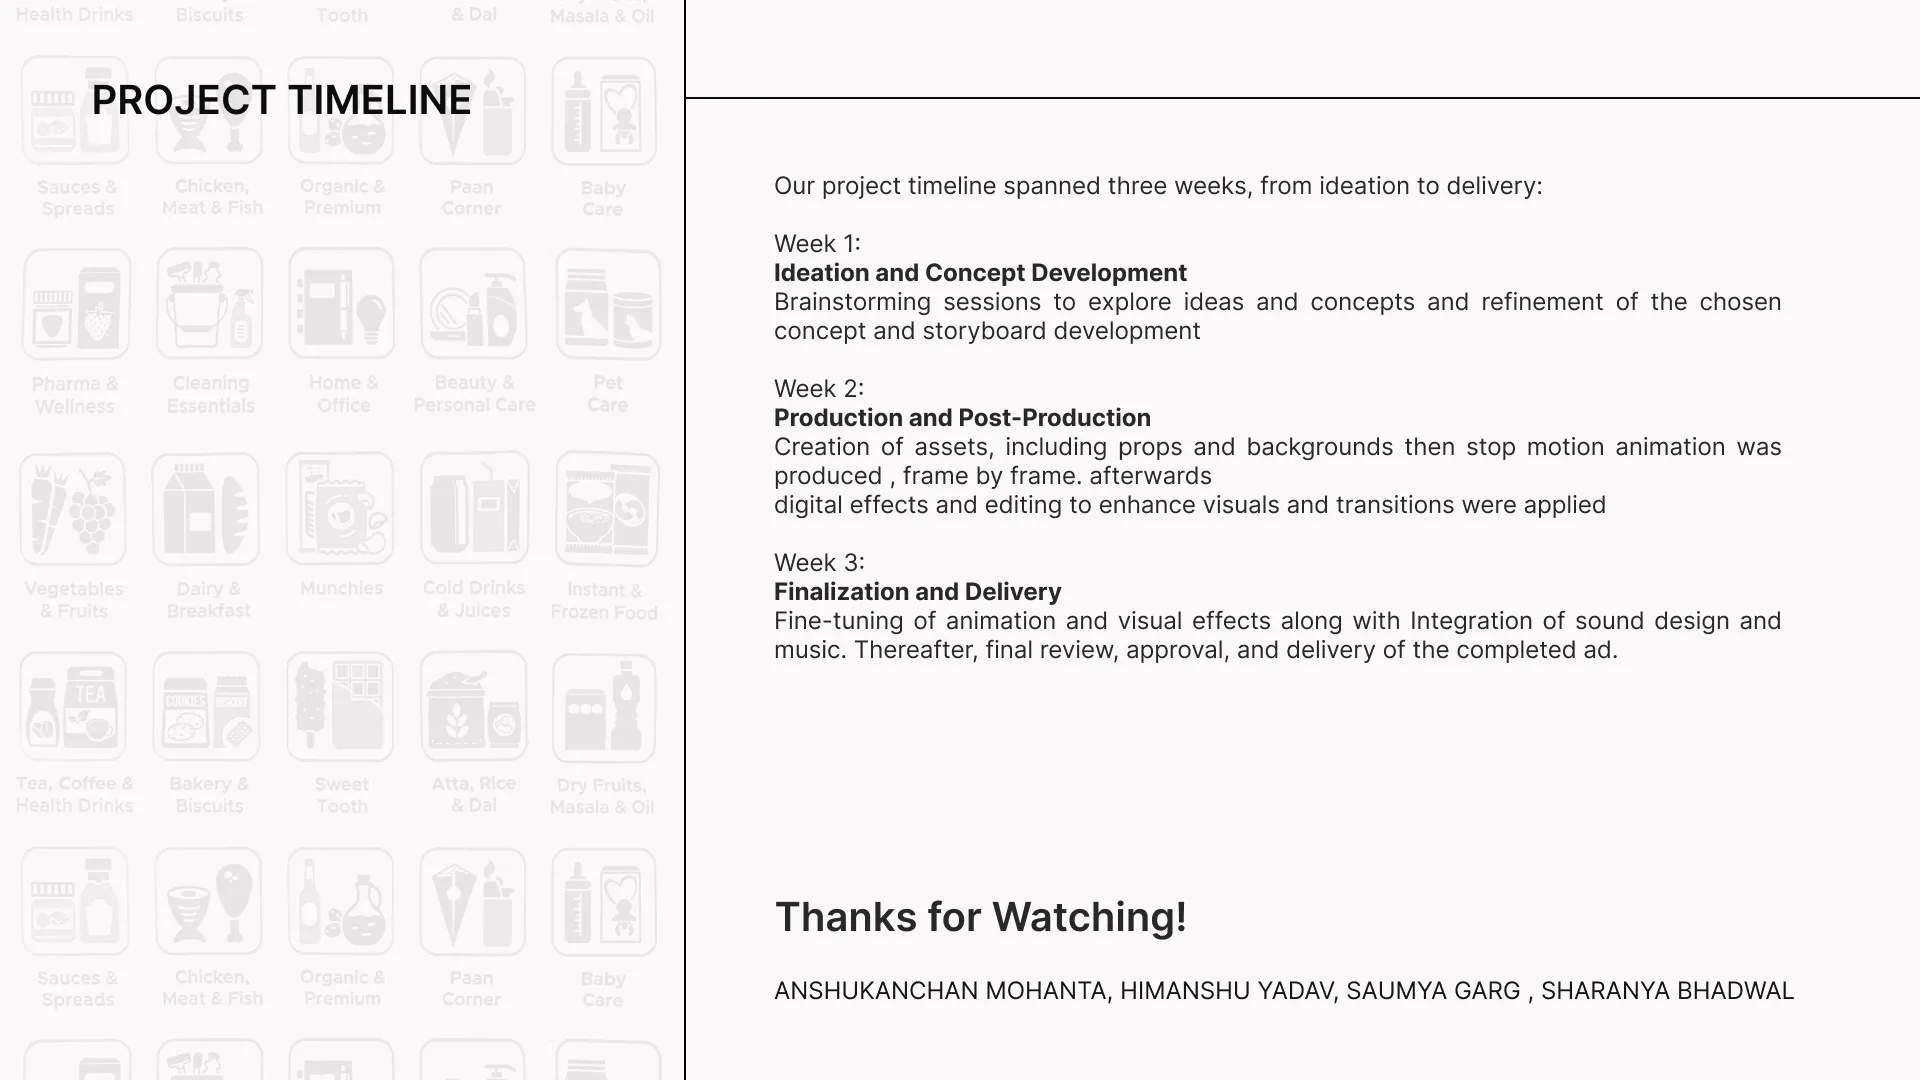 Health Drinks Biscuits Tooth & Dal Masala & Oil
PROJECT TIMELINE
Sauces & Chicken, Organic & Paan Baby
Spreads Meat & Fish Premium Corner Care
Pharma & Cleaning Home & Beauty & Pet
Wellness Essentials Office Personal Care Care
Vegetables Dairy & Munchies Cold Drinks Instant &
& Fruits Breakfast & Juices Frozen Food
TEA COOKIES BISCUIT
Tea, Coffee & Bakery & Sweet Atta, Rice Dry Fruits,
Health Drinks Biscuits Tooth & Dal Masala & Oil
Sauces & Chicken, Organic & Paan Baby
Spreads Meat & Fish Premium Corner Care
Our project timeline spanned three weeks, from ideation to delivery:
Week 1:
Ideation and Concept Development
Brainstorming sessions to explore ideas and concepts and refinement of the chosen
concept and storyboard development
Week 2:
Production and Post-Production
Creation of assets, including props and backgrounds then stop motion animation was
produced , frame by frame. afterwards
digital effects and editing to enhance visuals and transitions were applied
Week 3:
Finalization and Delivery
Fine-tuning of animation and visual effects along with Integration of sound design and
music. Thereafter, final review, approval, and delivery of the completed ad.
Thanks for Watching!
ANSHUKANCHAN MOHANTA, HIMANSHU YADAV, SAUMYA GARG , SHARANYA BHADWAL